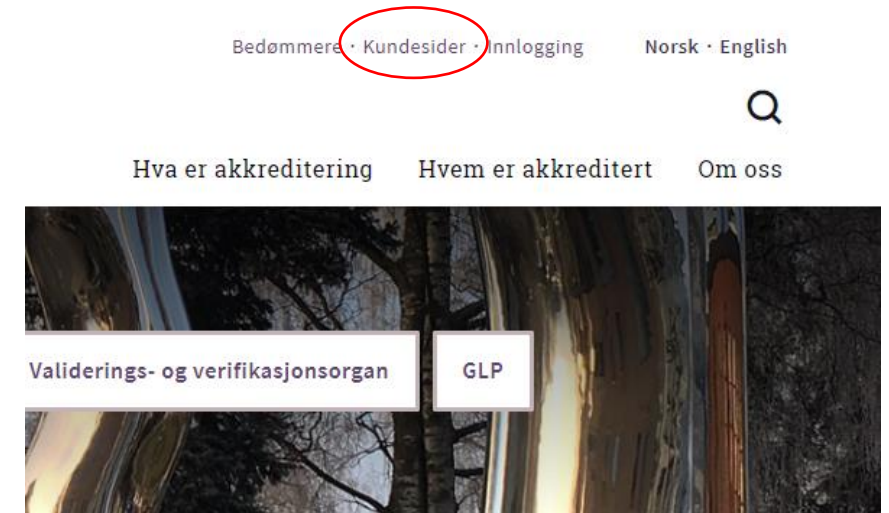 Bedømmere · Kundesider · Innlogging Norsk · English
Hva er akkreditering Hvem er akkreditert Om oss
Validerings- og verifikasjonsorgan GLP